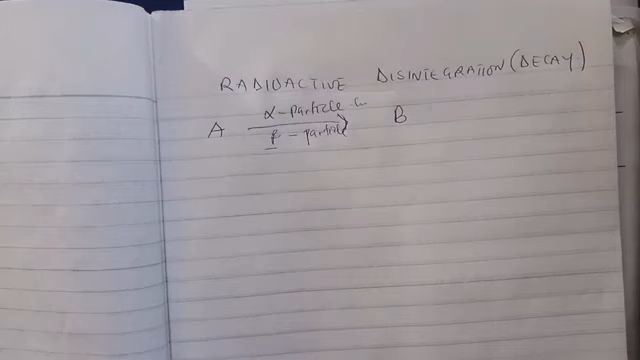 RADIOACTIVE DISINTEGRATION (DECAY)
α-particle
A → B
β-particle